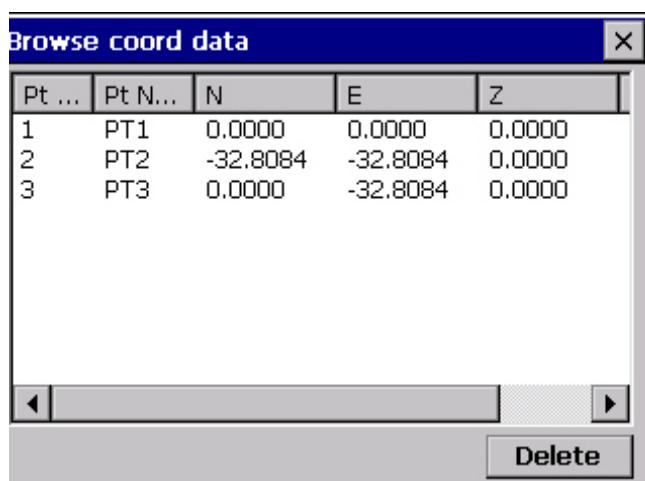 Browse coord data
Pt ... Pt N... N E Z
1 PT1 0.0000 0.0000 0.0000
2 PT2 -32.8084 -32.8084 0.0000
3 PT3 0.0000 -32.8084 0.0000
Delete